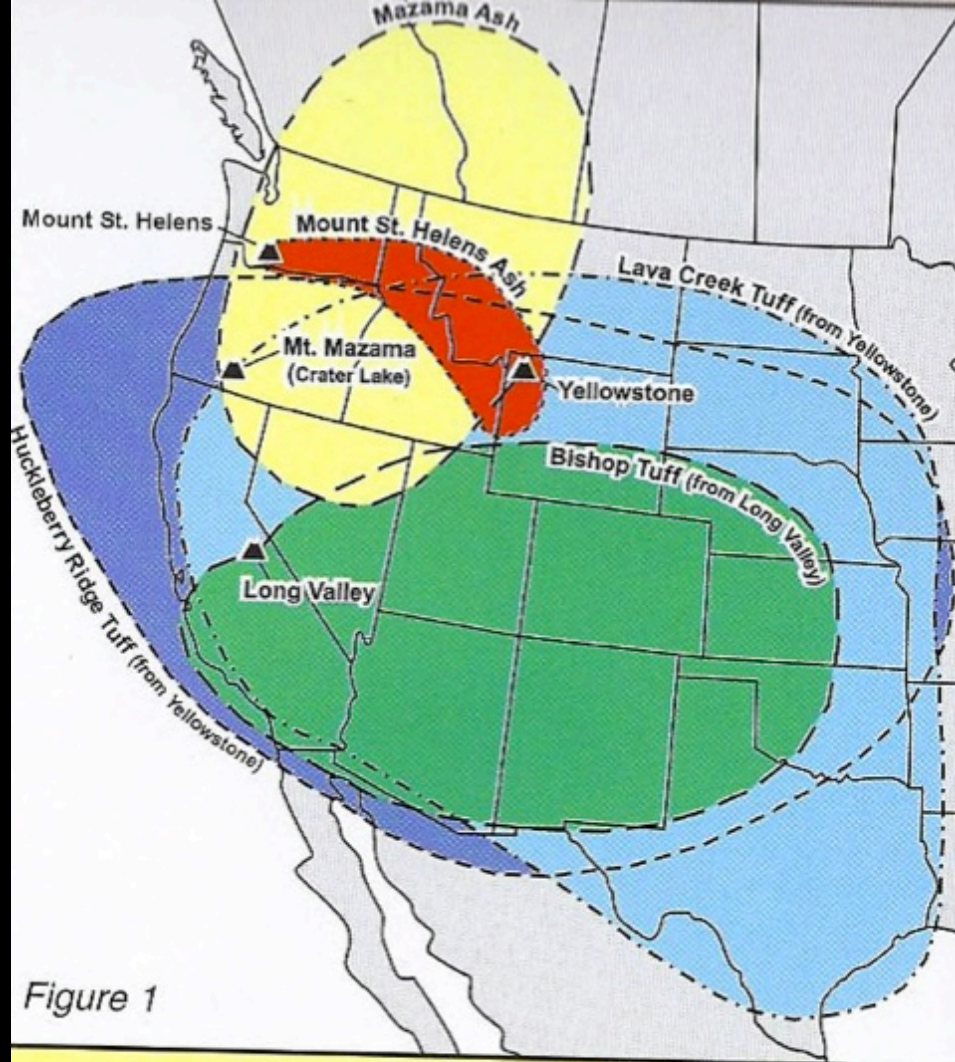 Mazama Ash
Mount St. Helens
Mount St. Helens Ash
Lava Creek Tuff (from Yellowstone)
Mt. Mazama
(Crater Lake)
Yellowstone
Bishop Tuff (from Long Valley)
Huckleberry Ridge Tuff (from Yellowstone)
Long Valley
Figure 1